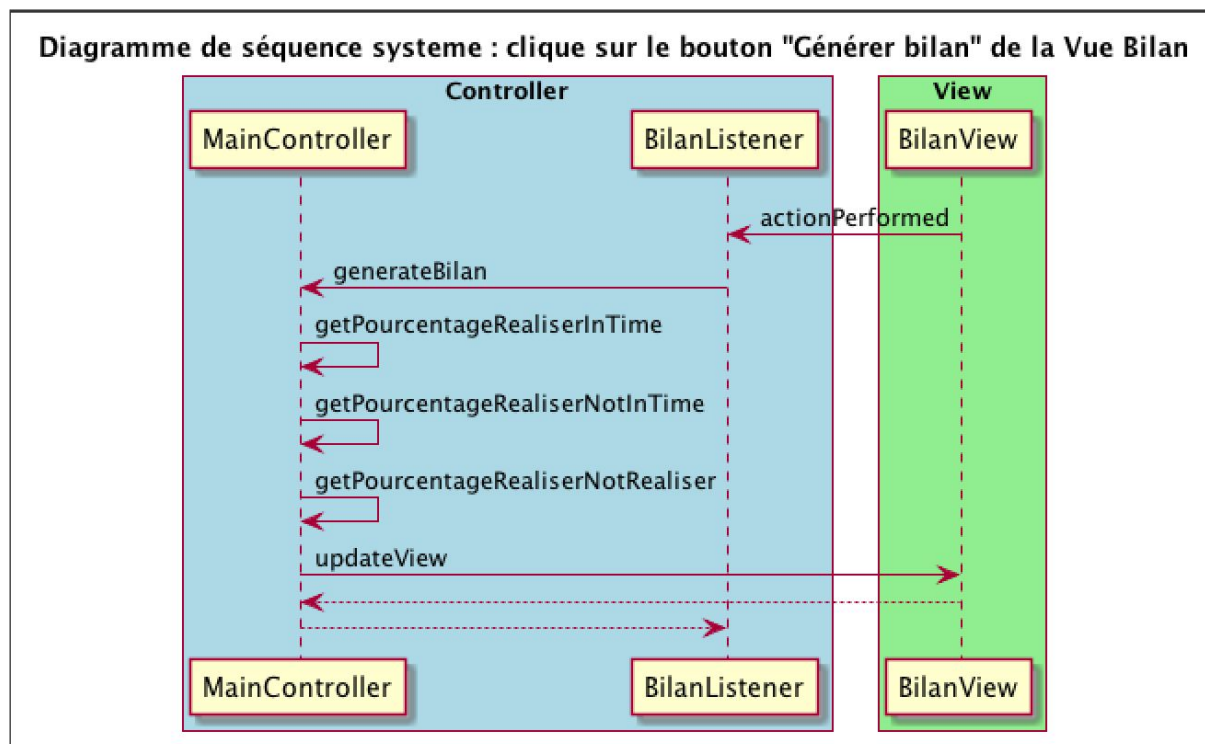 Diagramme de séquence systeme : clique sur le bouton "Générer bilan" de la Vue Bilan
Controller
View
MainController
BilanListener
BilanView
actionPerformed
generateBilan
getPourcentageRealiserInTime
getPourcentageRealiserNotInTime
getPourcentageRealiserNotRealiser
updateView
MainController
BilanListener
BilanView